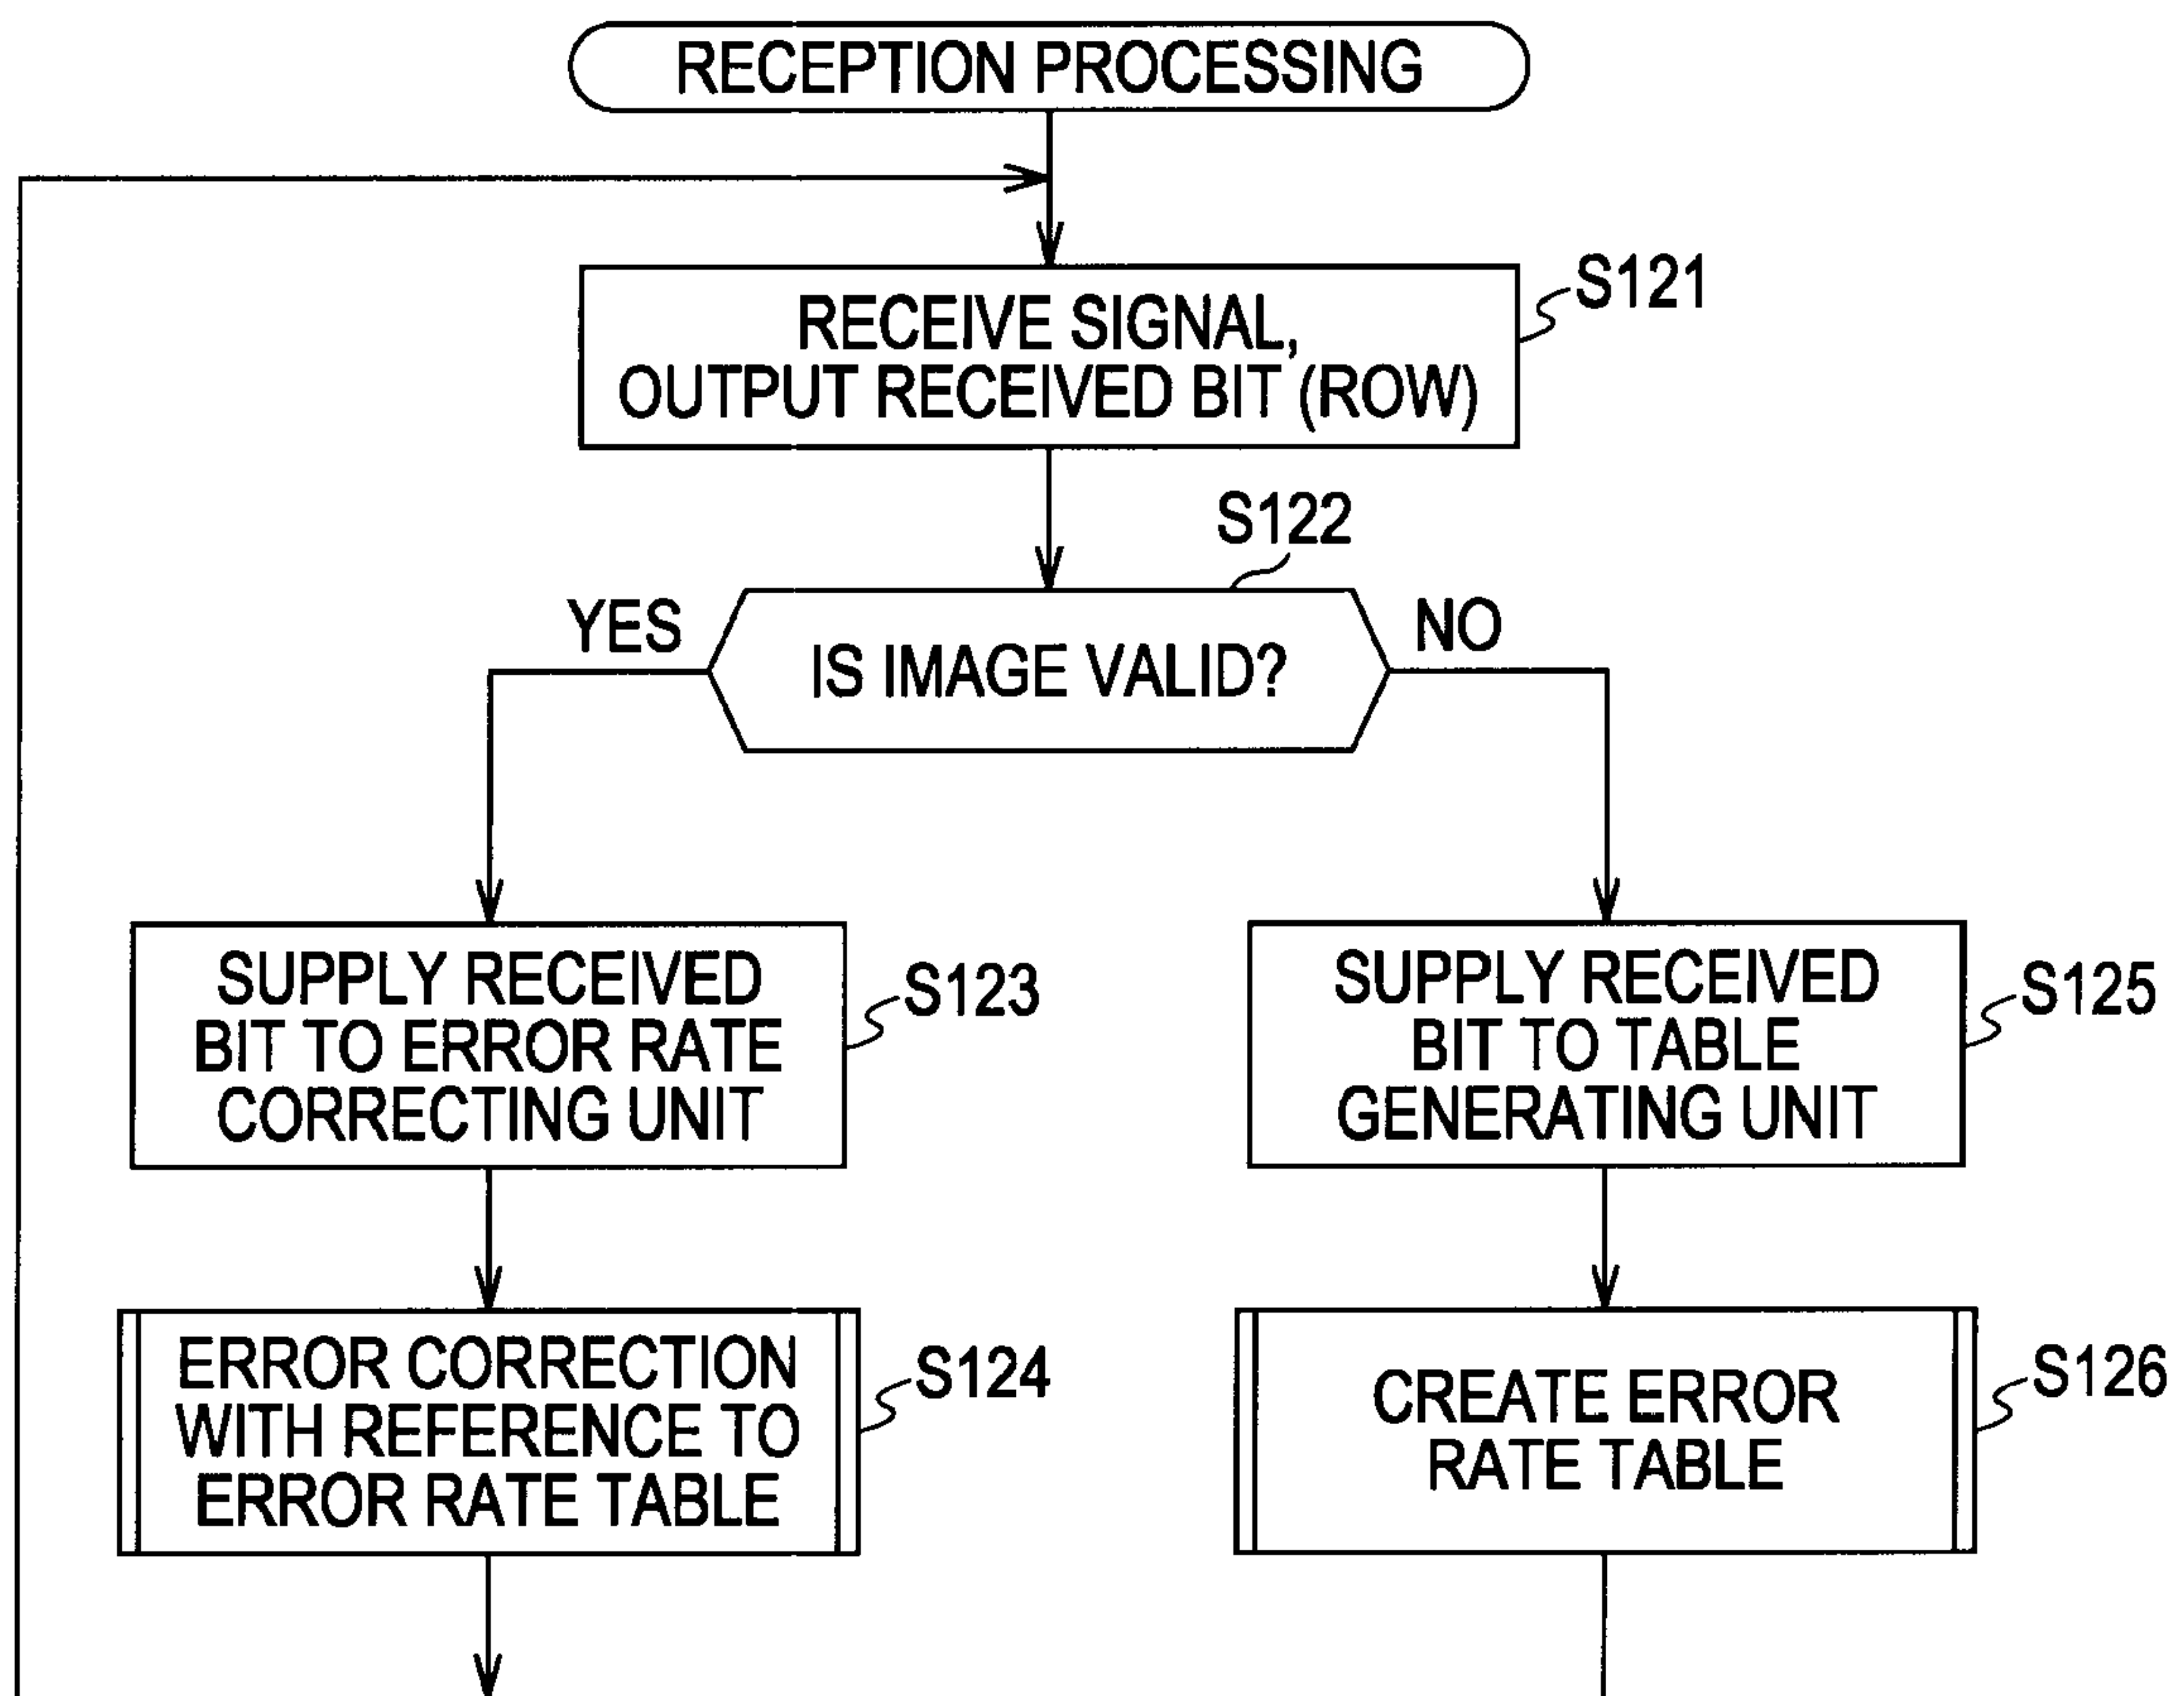 RECEPTION PROCESSING
RECEIVE SIGNAL,
OUTPUT RECEIVED BIT (ROW)
S121
S122
YES
IS IMAGE VALID?
NO
SUPPLY RECEIVED
BIT TO ERROR RATE
CORRECTING UNIT
S123
SUPPLY RECEIVED
BIT TO TABLE
GENERATING UNIT
S125
ERROR CORRECTION
WITH REFERENCE TO
ERROR RATE TABLE
S124
CREATE ERROR
RATE TABLE
S126